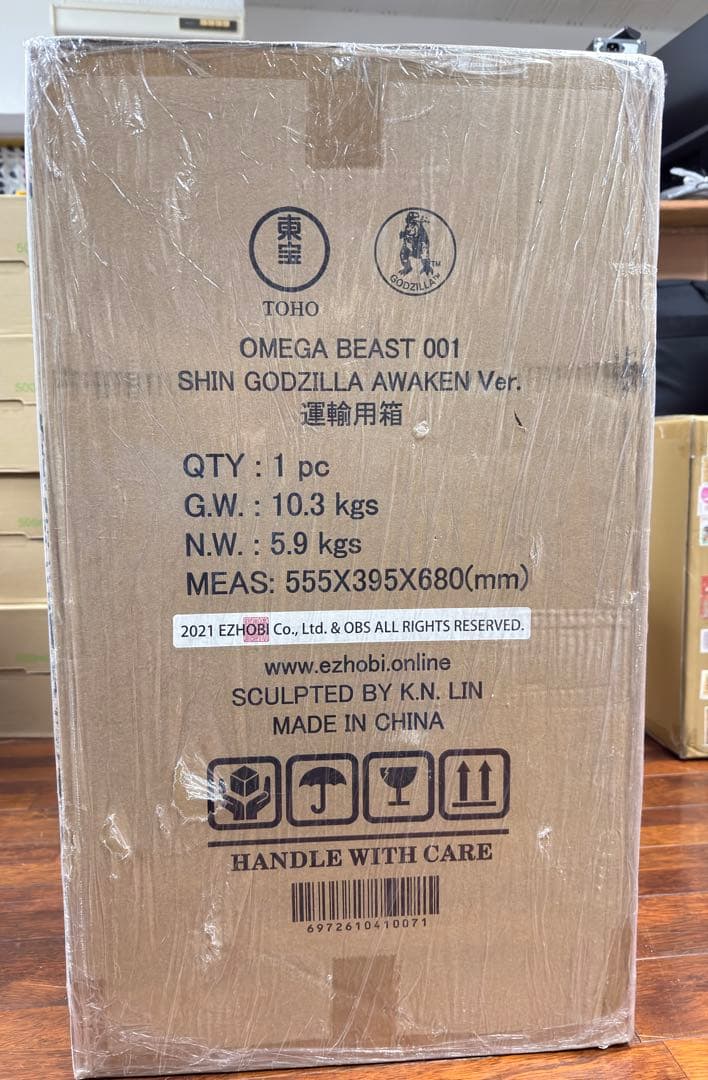 東宝
TOHO
GODZILLA™
TM
OMEGA BEAST 001
SHIN GODZILLA AWAKEN Ver.
運輸用箱
QTY : 1 pc
G.W. : 10.3 kgs
N.W. : 5.9 kgs
MEAS: 555X395X680(mm)
2021 EZHOBI Co., Ltd. & OBS ALL RIGHTS RESERVED.
www.ezhobi.online
SCULPTED BY K.N. LIN
MADE IN CHINA
HANDLE WITH CARE
6972610410071